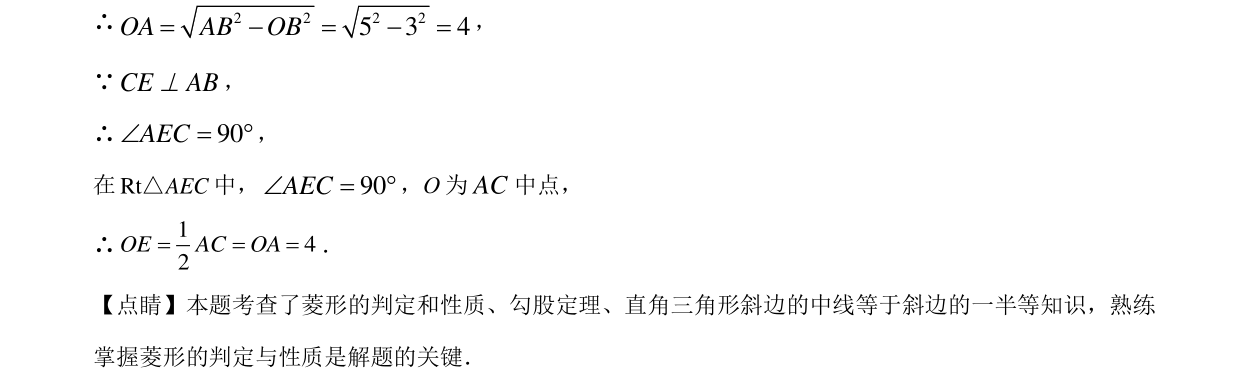 ∴ OA = √(AB² − OB²) = √(5² − 3²) = 4，
∵ CE ⊥ AB，
∴ ∠AEC = 90°，
在 Rt△AEC 中，∠AEC = 90°，O 为 AC 中点，
∴ OE = 1/2 AC = OA = 4．
【点睛】本题考查了菱形的判定和性质、勾股定理、直角三角形斜边的中线等于斜边的一半等知识，熟练
掌握菱形的判定与性质是解题的关键．